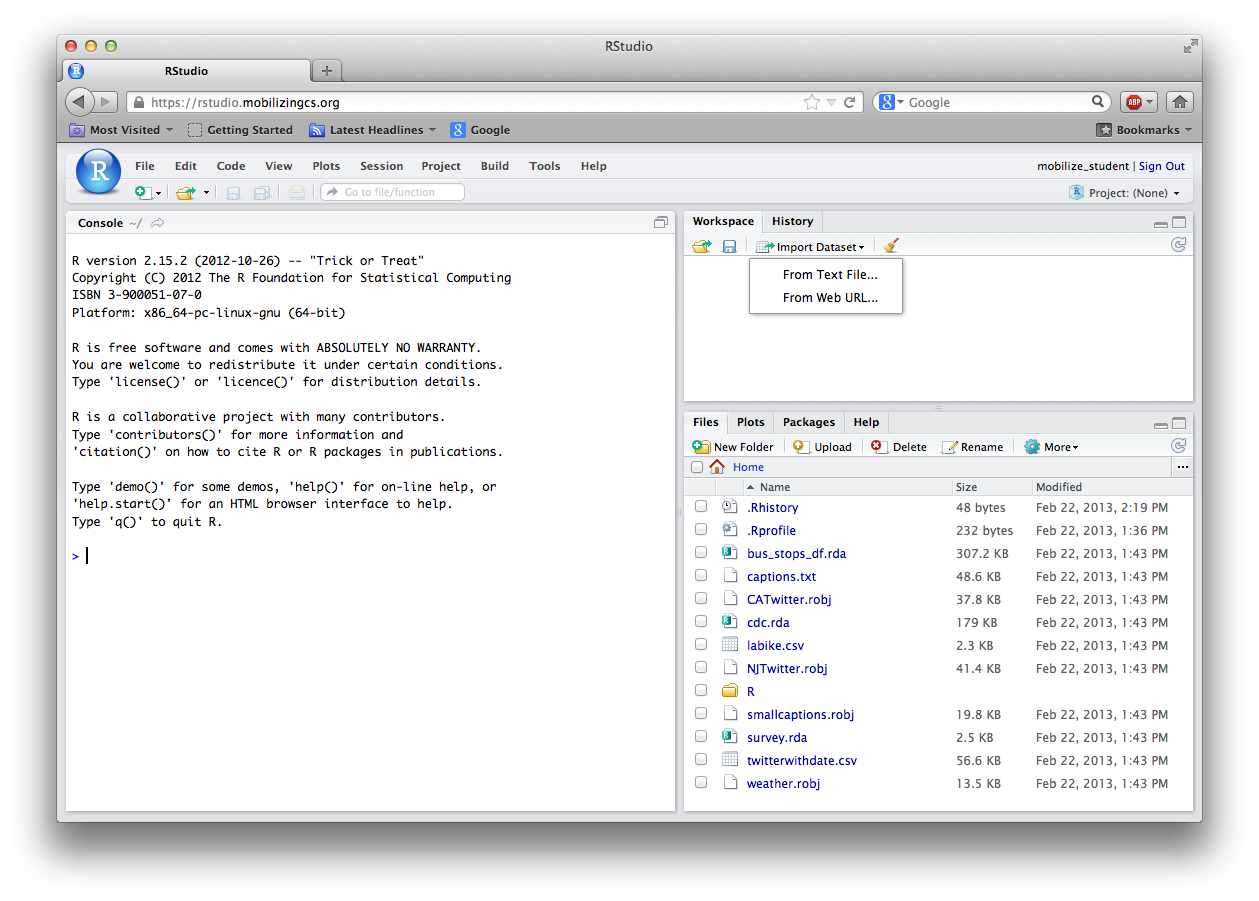 RStudio
RStudio
https://rstudio.mobilizingcs.org
Google
ABP
Most Visited
Getting Started
Latest Headlines
Google
Bookmarks
R
File Edit Code View Plots Session Project Build Tools Help
mobilize_student | Sign Out
Go to file/function
Project: (None)
Console ~/
R version 2.15.2 (2012-10-26) -- "Trick or Treat"
Copyright (C) 2012 The R Foundation for Statistical Computing
ISBN 3-900051-07-0
Platform: x86_64-pc-linux-gnu (64-bit)
R is free software and comes with ABSOLUTELY NO WARRANTY.
You are welcome to redistribute it under certain conditions.
Type 'license()' or 'licence()' for distribution details.
R is a collaborative project with many contributors.
Type 'contributors()' for more information and
'citation()' on how to cite R or R packages in publications.
Type 'demo()' for some demos, 'help()' for on-line help, or
'help.start()' for an HTML browser interface to help.
Type 'q()' to quit R.
>
Workspace History
Import Dataset
From Text File...
From Web URL...
Files Plots Packages Help
New Folder Upload Delete Rename More
Home ...
Name Size Modified
.Rhistory 48 bytes Feb 22, 2013, 2:19 PM
.Rprofile 232 bytes Feb 22, 2013, 1:36 PM
bus_stops_df.rda 307.2 KB Feb 22, 2013, 1:43 PM
captions.txt 48.6 KB Feb 22, 2013, 1:43 PM
CATwitter.robj 37.8 KB Feb 22, 2013, 1:43 PM
cdc.rda 179 KB Feb 22, 2013, 1:43 PM
labike.csv 2.3 KB Feb 22, 2013, 1:43 PM
NJTwitter.robj 41.4 KB Feb 22, 2013, 1:43 PM
R
smallcaptions.robj 19.8 KB Feb 22, 2013, 1:43 PM
survey.rda 2.5 KB Feb 22, 2013, 1:43 PM
twitterwithdate.csv 56.6 KB Feb 22, 2013, 1:43 PM
weather.robj 13.5 KB Feb 22, 2013, 1:43 PM